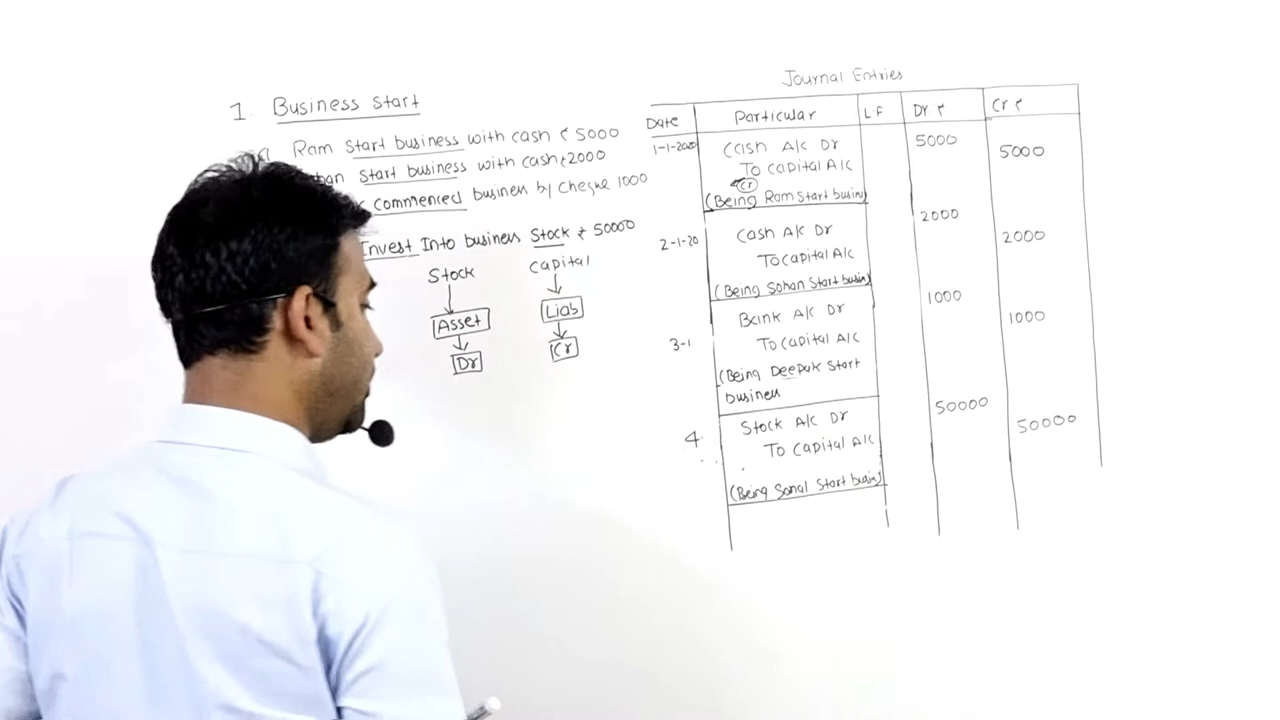 1. Business Start
Ram Start business with cash ₹ 5000
Start business with cash ₹2000
commenced business by Cheque 1000
Invest Into business Stock ₹ 50000
Stock
Capital
Asset
Liab
Dr
Cr
Journal Entries
Date Particular L.F Dr. ₹ Cr ₹
1-1-2020 Cash A/c Dr 5000
To capital A/c 5000
Cr
(Being Ram Start busin)
2-1-20 Cash A/c Dr 2000
To capital A/c 2000
(Being Sohan Start busin)
Bank A/c Dr 1000
3-1 To capital A/c 1000
(Being Deepak Start
business
4. Stock A/c Dr 50000
To Capital A/c 50000
(Being Sonal Start busin)